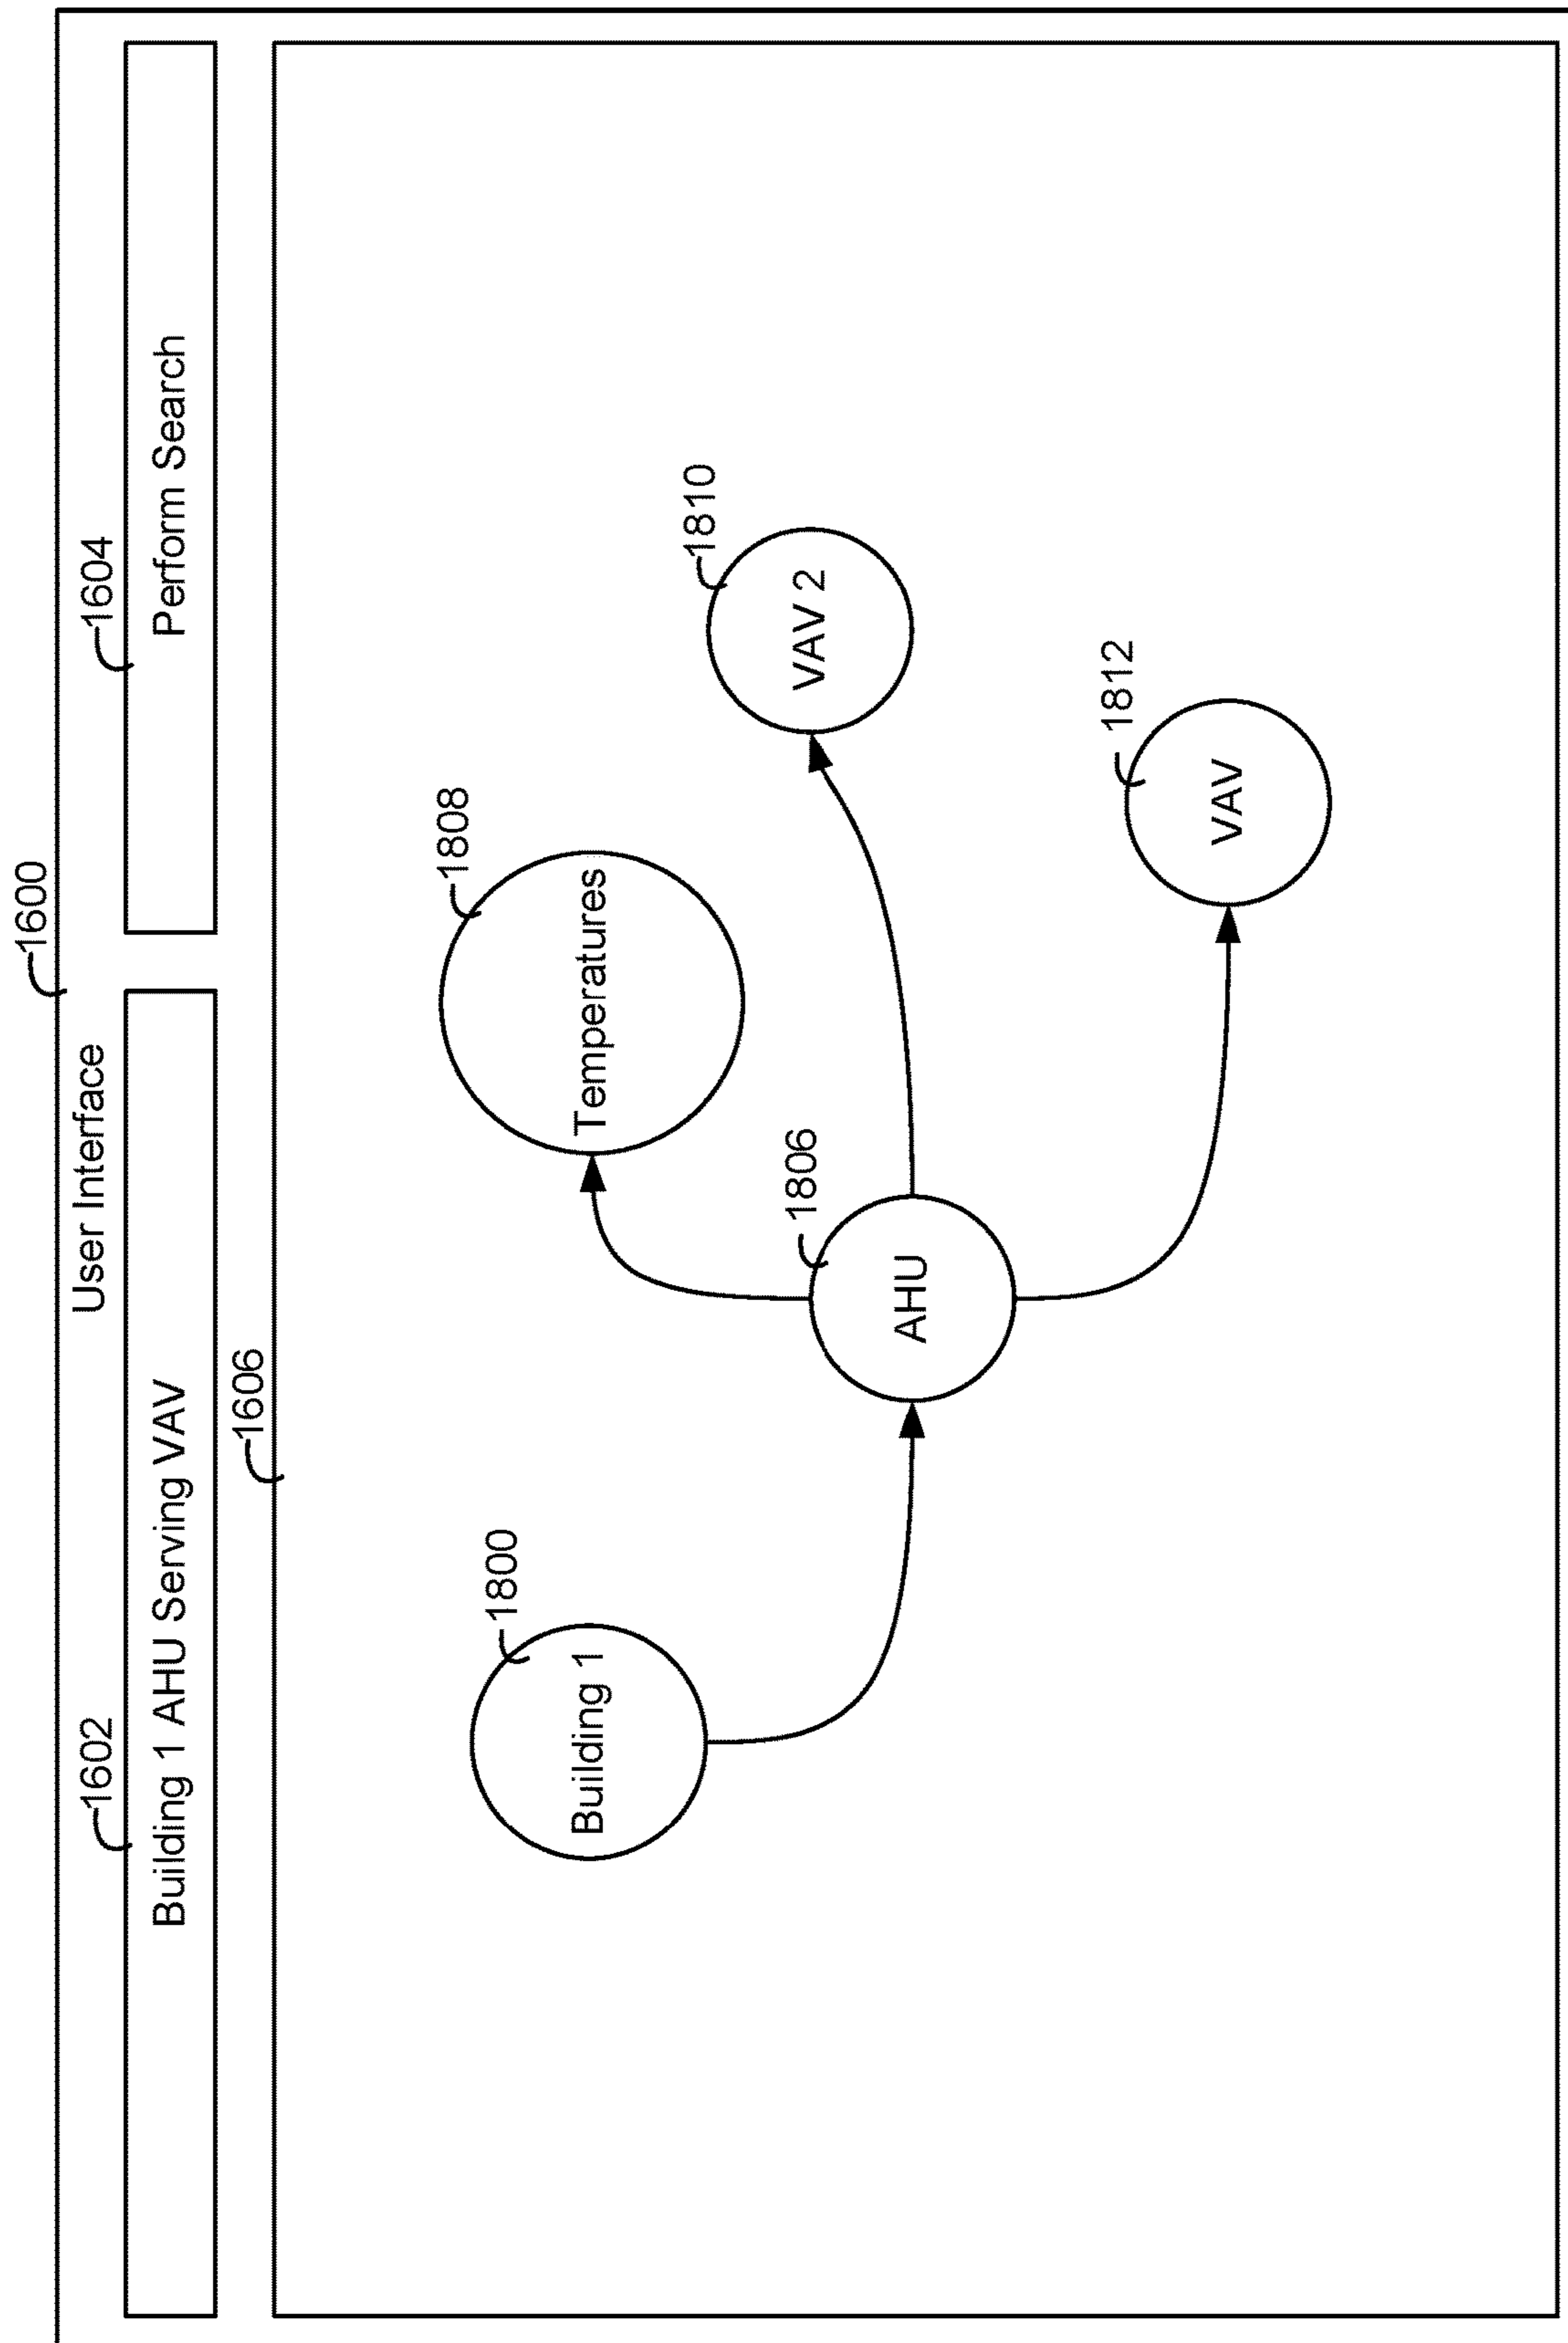 1600
User Interface
1602
1604
Building 1 AHU Serving VAV
Perform Search
1606
1800
Building 1
1808
Temperatures
1806
AHU
1810
VAV 2
1812
VAV